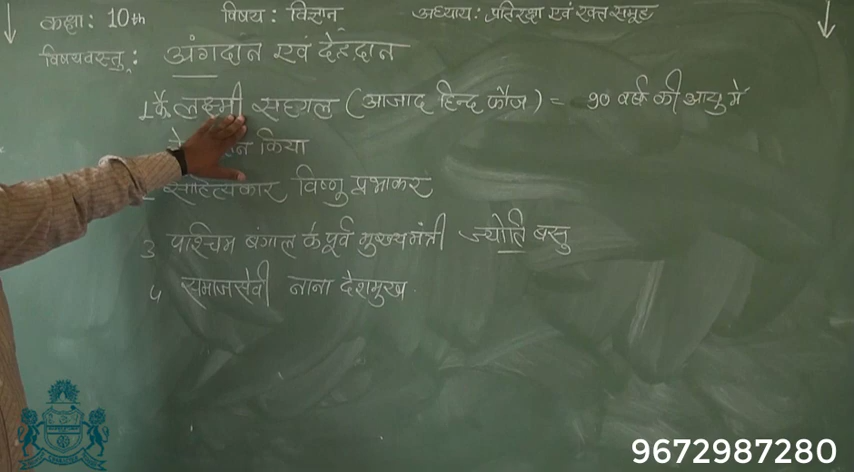 कक्षा: 10th विषय: विज्ञान अध्याय: प्रतिरक्षा एवं रक्त समूह
विषयवस्तु: अंगदान एवं देहदान
1 कै लक्ष्मी सहगल (आजाद हिन्द फौज) = 90 वर्ष की आयु में
किया
2 साहित्यकार विष्णु प्रभाकर
3 पश्चिम बंगाल के पूर्व मुख्यमंत्री ज्योति बसु
4 समाजसेवी नाना देशमुख
9672987280